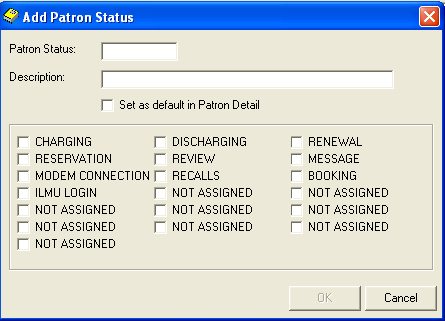 Add Patron Status
Patron Status:
Description:
Set as default in Patron Detail
CHARGING DISCHARGING RENEWAL
RESERVATION REVIEW MESSAGE
MODEM CONNECTION RECALLS BOOKING
ILMU LOGIN NOT ASSIGNED NOT ASSIGNED
NOT ASSIGNED NOT ASSIGNED NOT ASSIGNED
NOT ASSIGNED NOT ASSIGNED NOT ASSIGNED
NOT ASSIGNED
OK Cancel